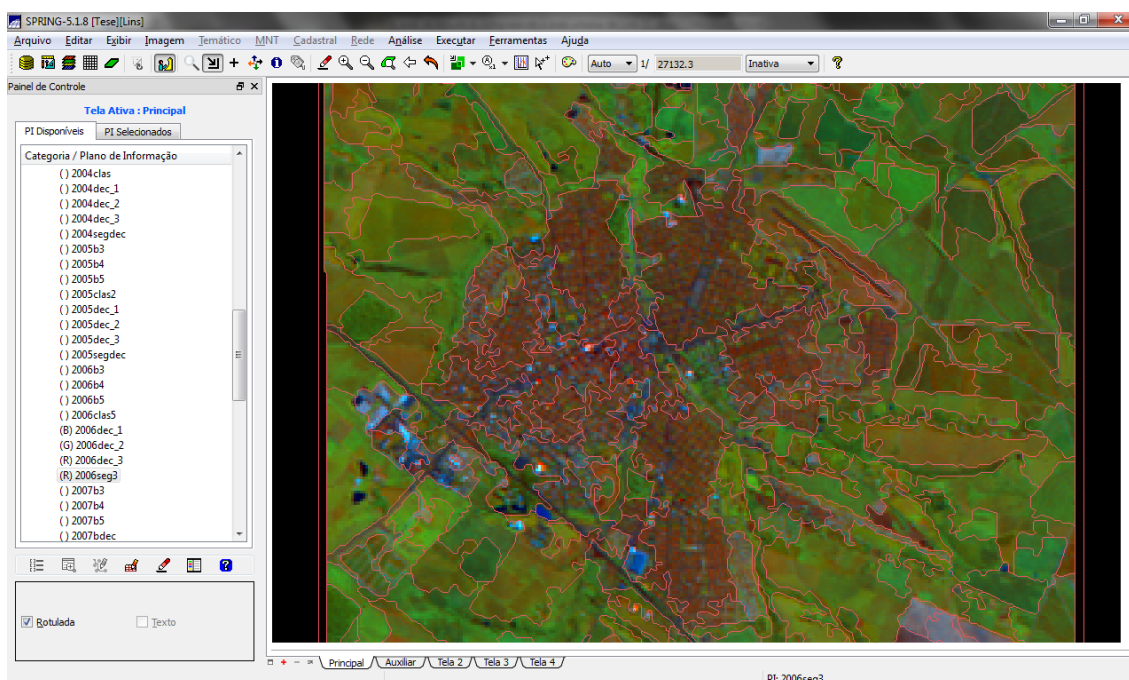 SPRING-5.1.8 [Tese][Lins]
Arquivo Editar Exibir Imagem Temático MNT Cadastral Rede Análise Executar Ferramentas Ajuda
Auto 1/ 27132.3 Inativa
Painel de Controle
Tela Ativa : Principal
PI Disponíveis PI Selecionados
Categoria / Plano de Informação
( ) 2004clas
( ) 2004dec_1
( ) 2004dec_2
( ) 2004dec_3
( ) 2004segdec
( ) 2005b3
( ) 2005b4
( ) 2005b5
( ) 2005clas2
( ) 2005dec_1
( ) 2005dec_2
( ) 2005dec_3
( ) 2005segdec
( ) 2006b3
( ) 2006b4
( ) 2006b5
( ) 2006clas5
(B) 2006dec_1
(G) 2006dec_2
(R) 2006dec_3
(R) 2006seg3
( ) 2007b3
( ) 2007b4
( ) 2007b5
( ) 2007bdec
Rotulada Texto
Principal Auxiliar Tela 2 Tela 3 Tela 4
PI: 2006seg3